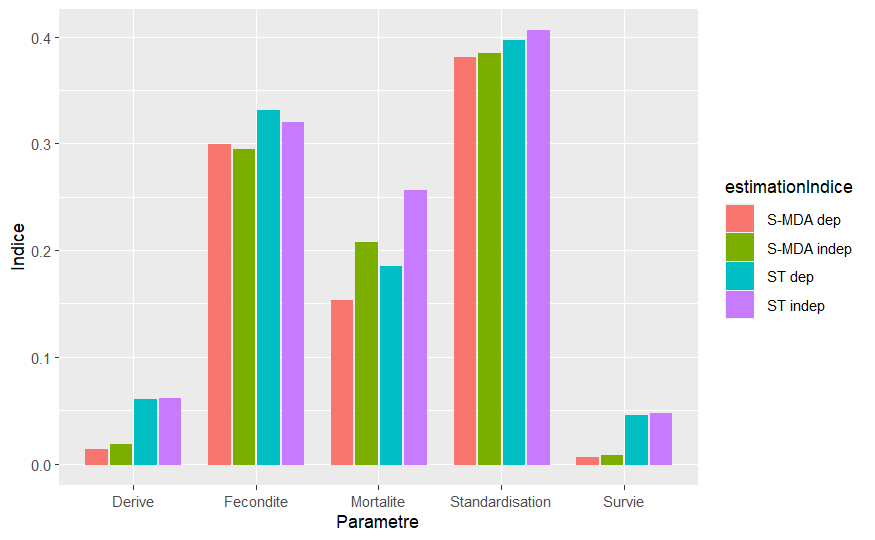 0.4
0.3
0.2
0.1
0.0
Indice
Derive Fecondite Mortalite Standardisation Survie
Parametre
estimationIndice
S-MDA dep
S-MDA indep
ST dep
ST indep